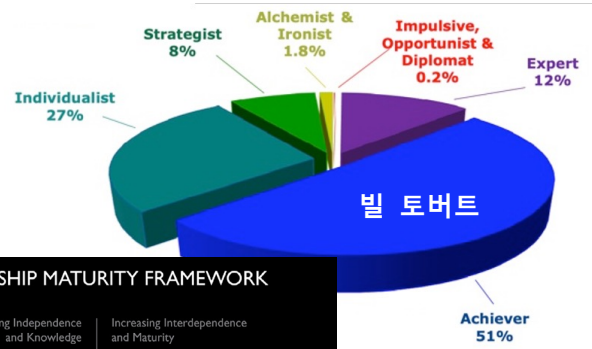 Alchemist &
Ironist
1.8%
Impulsive,
Opportunist &
Diplomat
0.2%
Strategist
8%
Expert
12%
Individualist
27%
빌 토버트
SHIP MATURITY FRAMEWORK
Independence
and Knowledge
Increasing Interdependence
and Maturity
Achiever
51%